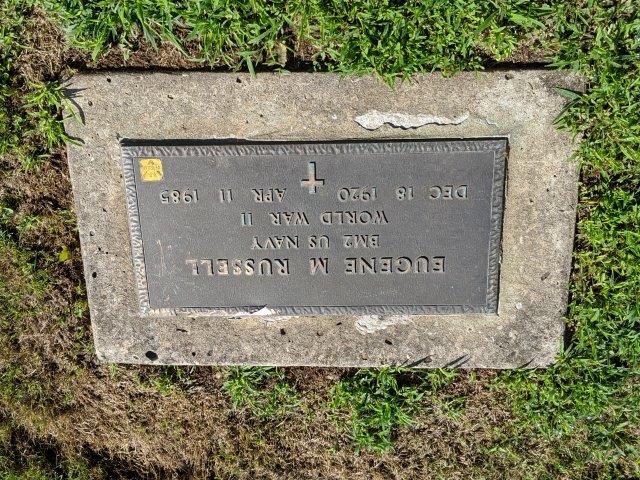 EUGENE M RUSSELL
BM2 US NAVY
WORLD WAR II
DEC 18 1920 APR 11 1985